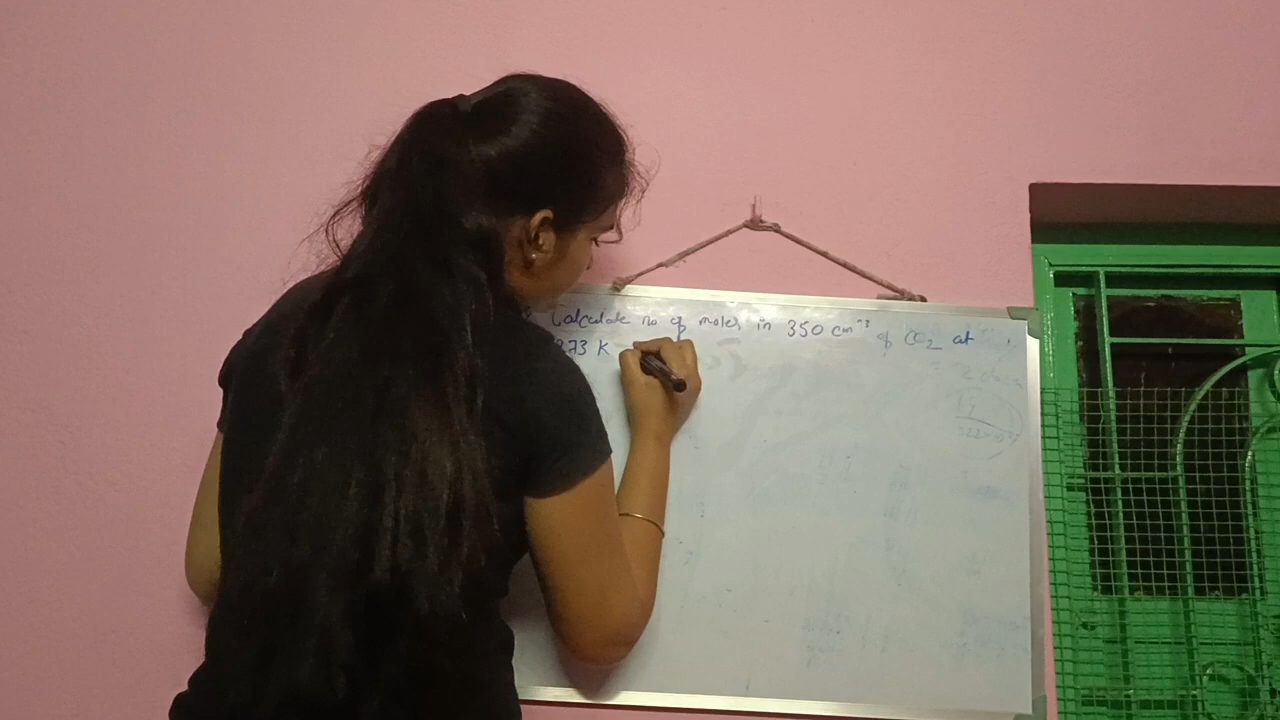 Calculate no of moles in 350 cm⁻³ of CO₂ at
273 K